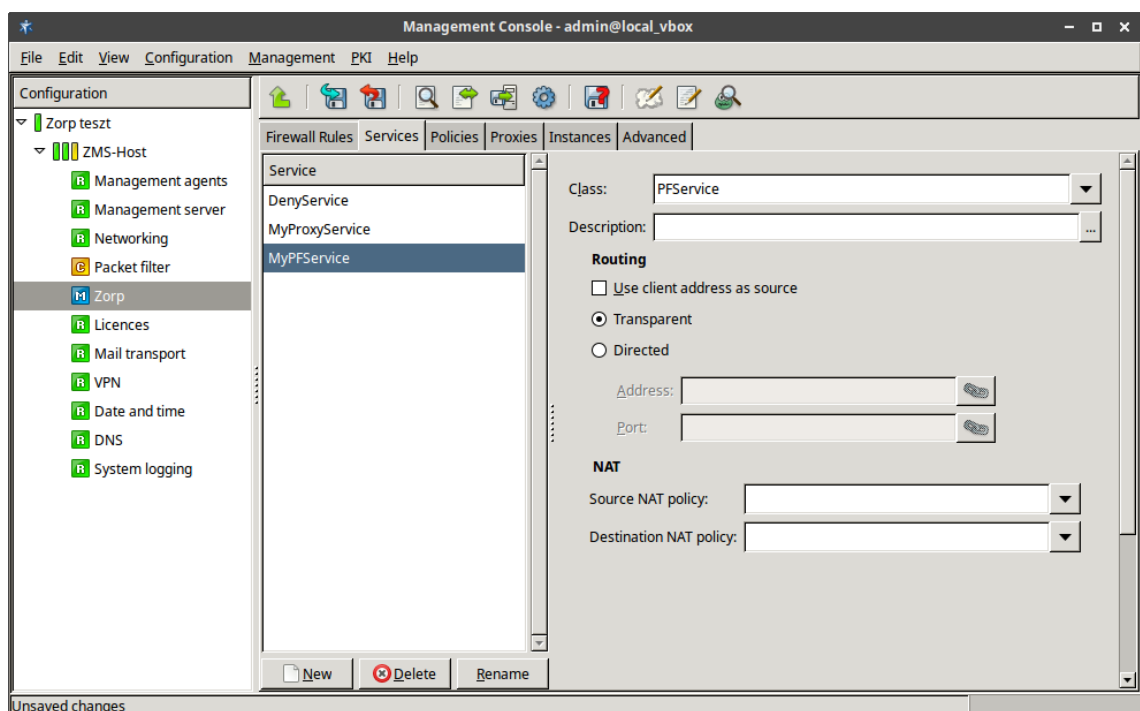 Management Console - admin@local_vbox
File Edit View Configuration Management PKI Help
Configuration
Zorp teszt
ZMS-Host
R Management agents
R Management server
R Networking
C Packet filter
M Zorp
R Licences
R Mail transport
R VPN
R Date and time
R DNS
R System logging
Firewall Rules Services Policies Proxies Instances Advanced
Service
DenyService
MyProxyService
MyPFService
New Delete Rename
Class: PFService
Description: ...
Routing
Use client address as source
Transparent
Directed
Address:
Port:
NAT
Source NAT policy:
Destination NAT policy:
Unsaved changes